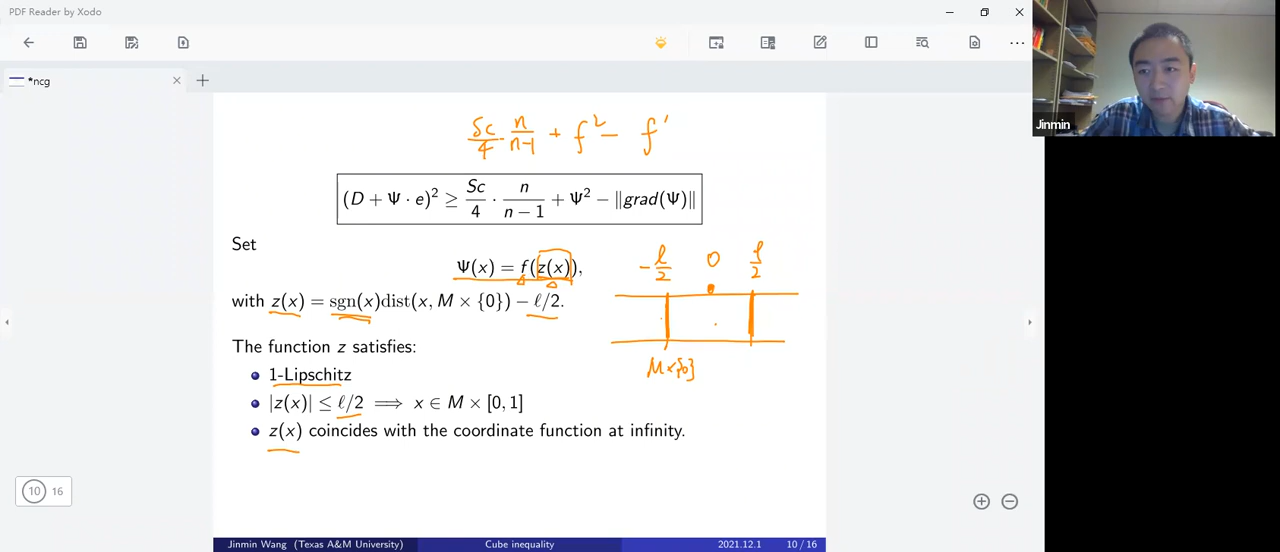 PDF Reader by Xodo
*ncg
Sc/4 · n/n-1 + f² - f'
(D + Ψ · e)² ≥ Sc/4 · n/n − 1 + Ψ² − ‖grad(Ψ)‖
Set
Ψ(x) = f(z(x)),
-ℓ/2 0 ℓ/2
with z(x) = sgn(x)dist(x, M × {0}) − ℓ/2.
The function z satisfies:
M×{0}
1-Lipschitz
|z(x)| ≤ ℓ/2 ⟹ x ∈ M × [0, 1]
z(x) coincides with the coordinate function at infinity.
10 16
Jinmin Wang (Texas A&M University) Cube inequality 2021.12.1 10 / 16
Jinmin